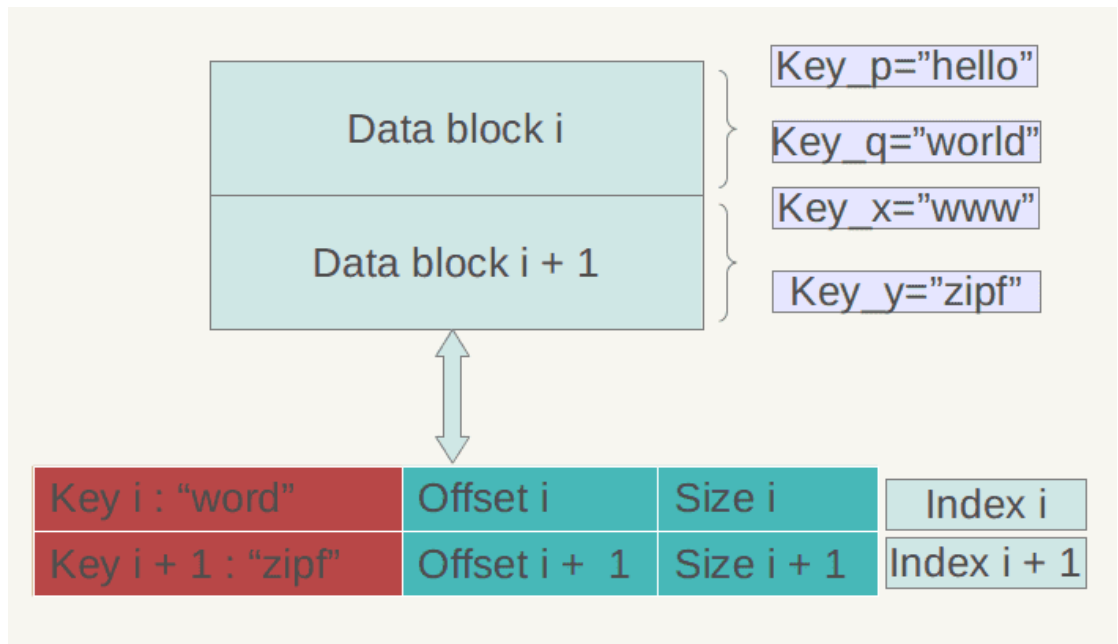 Key_p=”hello”
Data block i
Key_q=”world”
Key_x=”www”
Data block i + 1
Key_y=”zipf”
Key i : “word” Offset i Size i Index i
Key i + 1 : “zipf” Offset i + 1 Size i + 1 Index i + 1